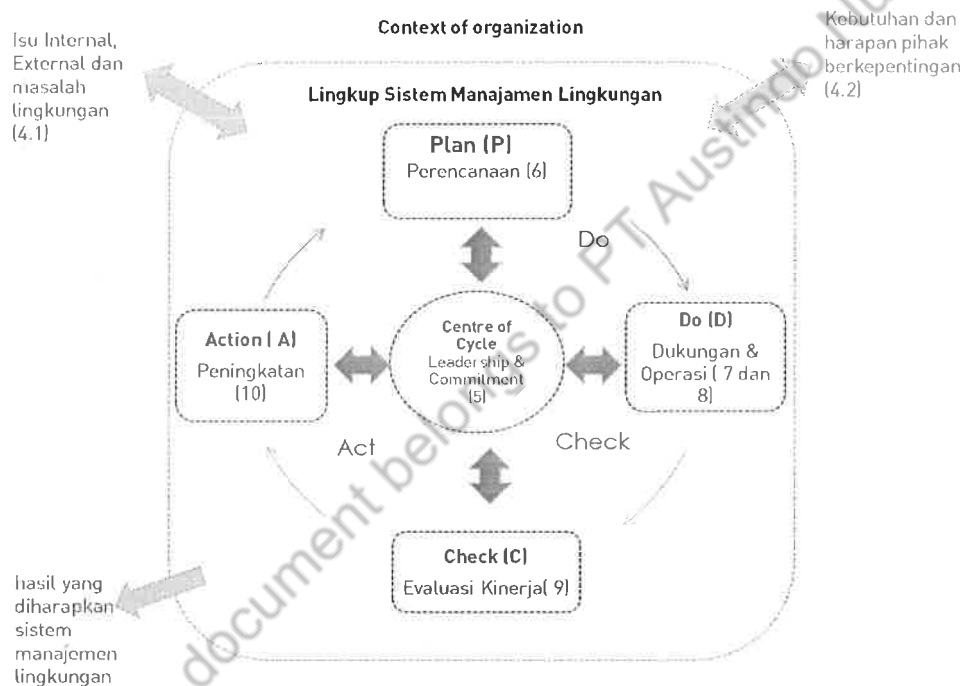 Context of organization
Isu Internal,
External dan
masalah
lingkungan
(4.1)
Kebutuhan dan
harapan pihak
berkepentingan
(4.2)
Lingkup Sistem Manajamen Lingkungan
Plan (P)
Perencanaan (6)
Do
Action ( A)
Peningkatan
(10)
Centre of
Cycle
Leadership &
Commitment
(5)
Do (D)
Dukungan &
Operasi ( 7 dan
8)
Act
Check
Check (C)
Evaluasi Kinerja( 9)
hasil yang
diharapkan
sistem
manajemen
lingkungan
document belongs to PT Austindo